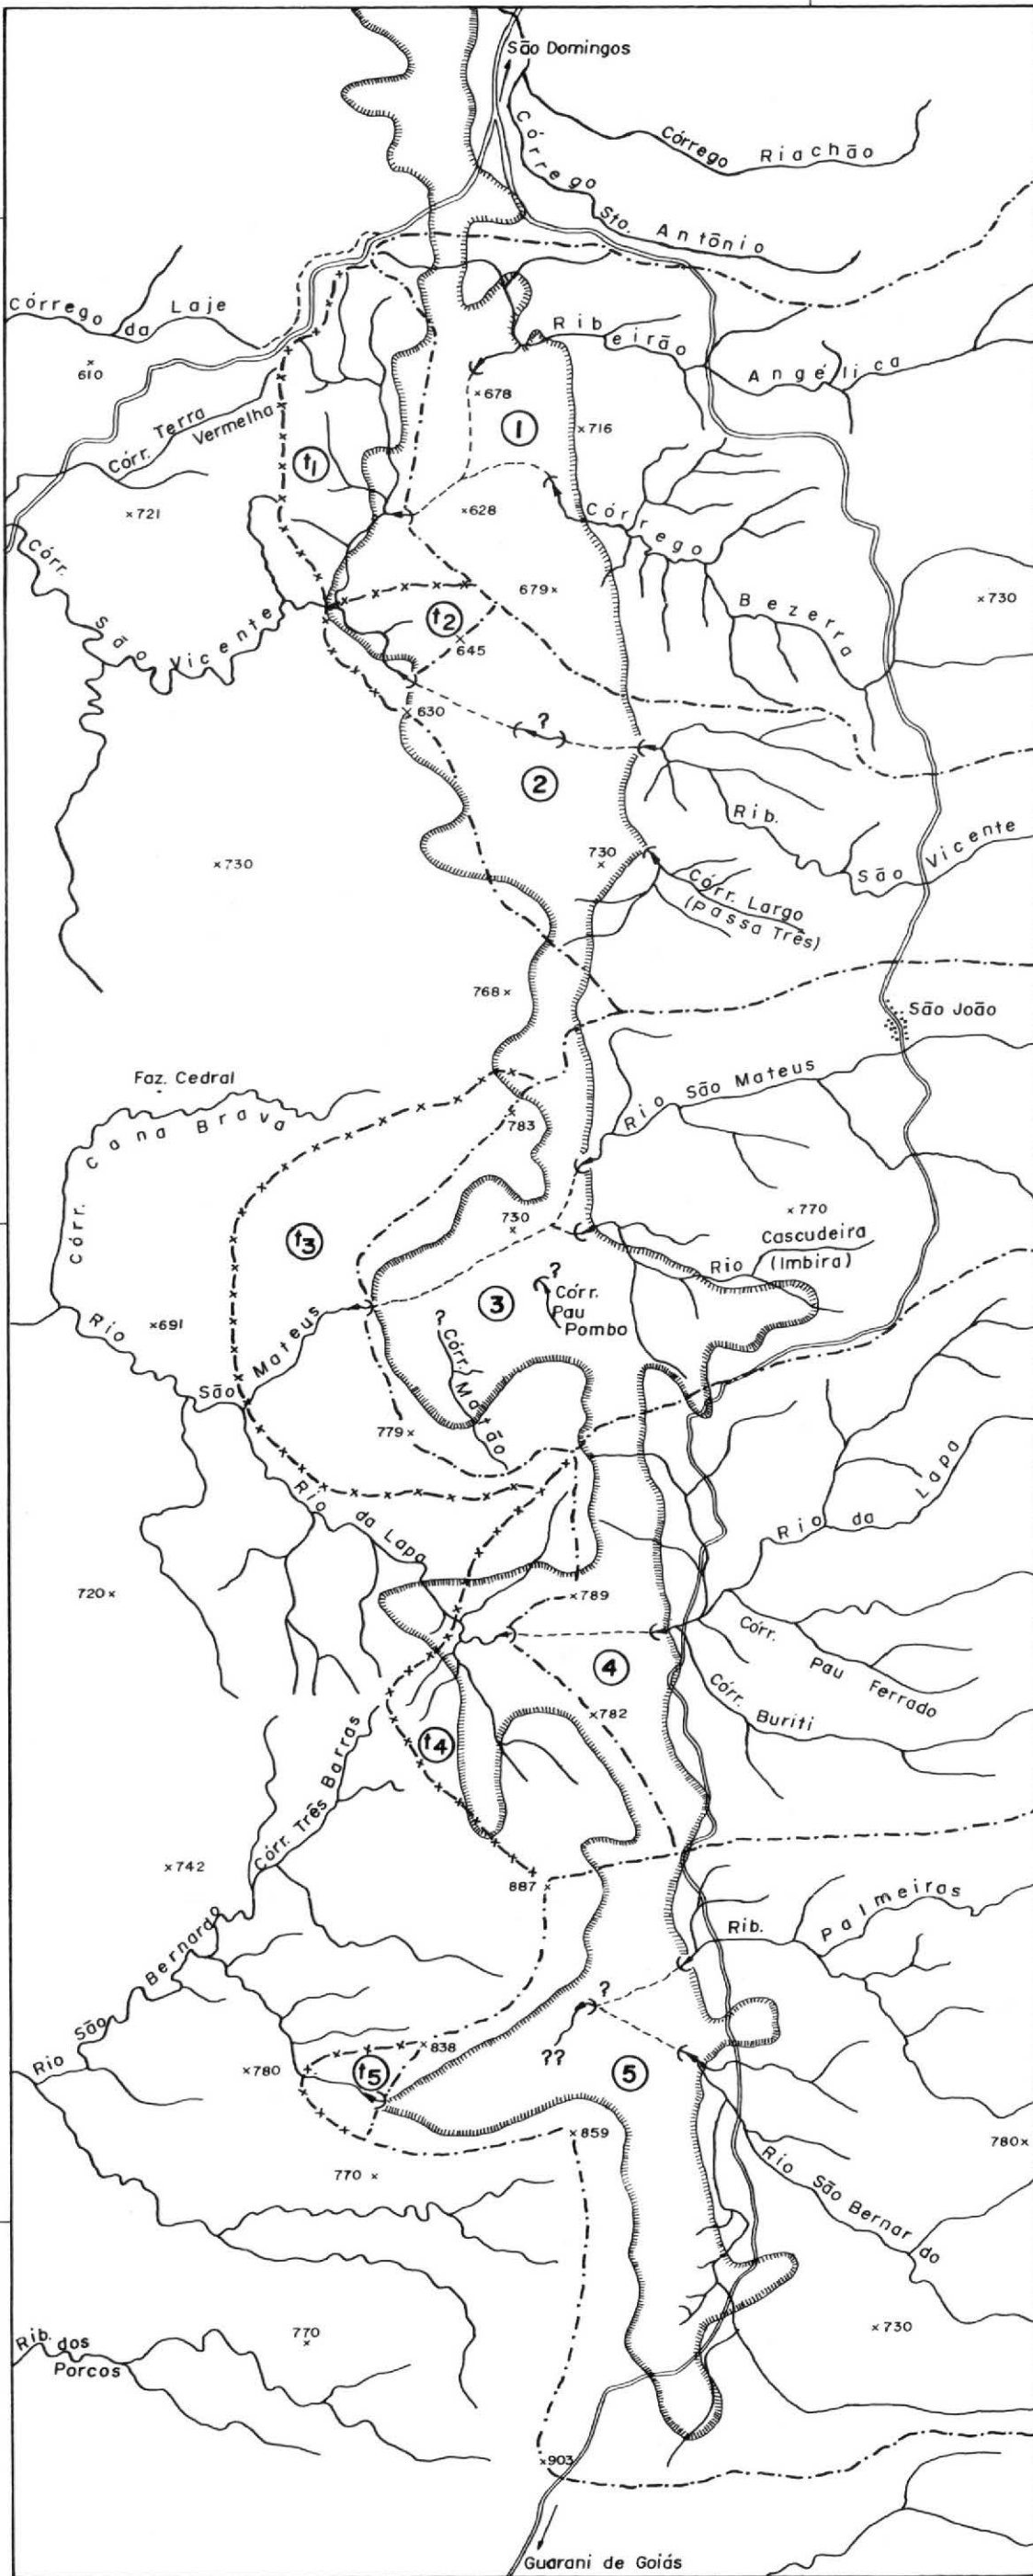 São Domingos
Córrego Riachão
Córrego Sto. Antônio
Córrego da Laje
Ribeirão Angélica
610
678
1
716
Córr. Terra
Vermelha
t1
721
628
Córrego Bezerra
679
730
Córr. São Vicente
t2
645
630
?
2
Rib. São Vicente
730
730
Córr. Largo
(Passa Três)
768
São João
Faz. Cedral
Rio São Mateus
Córr. Cana Brava
783
770
730
Cascudeira
Rio (Imbira)
t3
?
Córr.
Pau
Pombo
3
691
Rio São Mateus
?
Córr. Matão
779
Rio da Lapa
Rio da Lapa
720
789
Córr. Pau Ferrado
4
Córr. Buriti
782
t4
Córr. Três Barras
742
887
Rib. Palmeiras
Rio São Bernardo
?
838
??
780
t5
5
859
780
770
Rio São Bernardo
770
730
Rib. dos
Porcos
903
Guarani de Goiás